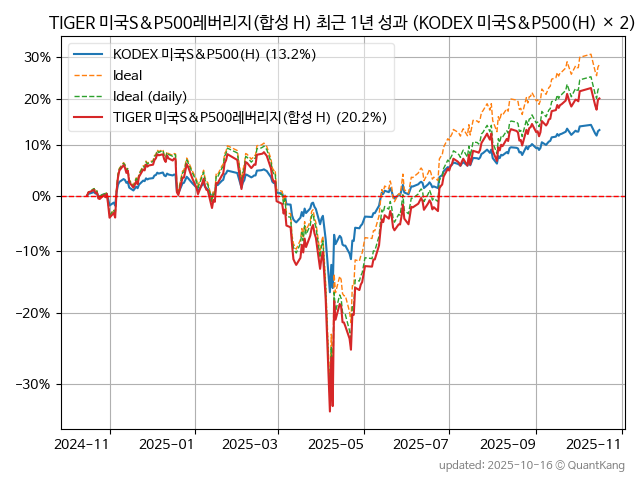 TIGER 미국S&P500레버리지(합성 H) 최근 1년 성과 (KODEX 미국S&P500(H) × 2)
KODEX 미국S&P500(H) (13.2%)
Ideal
Ideal (daily)
TIGER 미국S&P500레버리지(합성 H) (20.2%)
30%
20%
10%
0%
−10%
−20%
−30%
2024-11 2025-01 2025-03 2025-05 2025-07 2025-09 2025-11
updated: 2025-10-16 © QuantKang